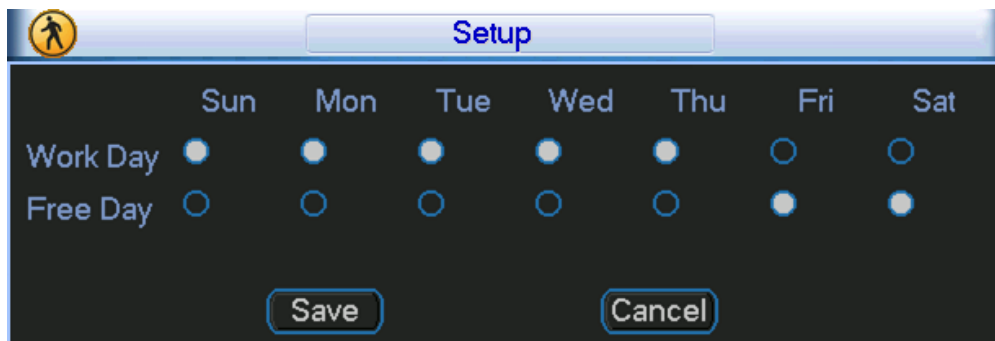 Setup
Sun Mon Tue Wed Thu Fri Sat
Work Day
Free Day
Save Cancel